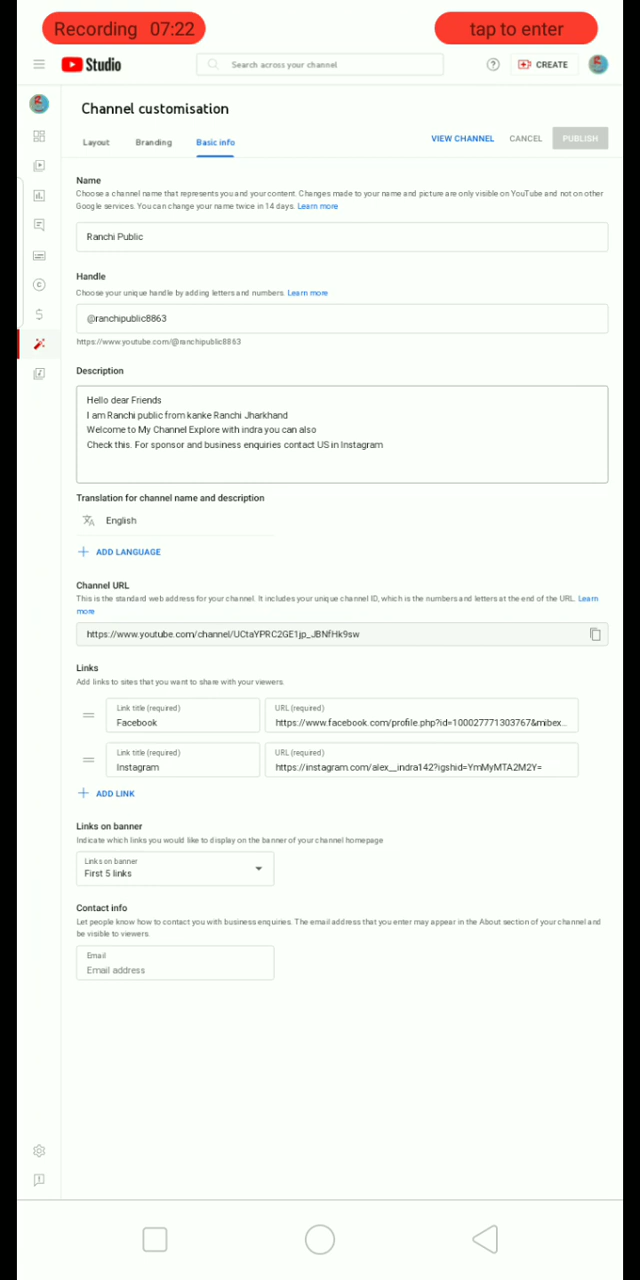 Recording 07:22
tap to enter
Studio
Search across your channel
CREATE
Channel customisation
Layout
Branding
Basic info
VIEW CHANNEL
CANCEL
PUBLISH
Name
Choose a channel name that represents you and your content. Changes made to your name and picture are only visible on YouTube and not on other
Google services. You can change your name twice in 14 days. Learn more
Ranchi Public
Handle
Choose your unique handle by adding letters and numbers. Learn more
@ranchipublic8863
https://www.youtube.com/@ranchipublic8863
Description
Hello dear Friends
I am Ranchi public from kanke Ranchi Jharkhand
Welcome to My Channel Explore with indra you can also
Check this. For sponsor and business enquiries contact US in Instagram
Translation for channel name and description
English
ADD LANGUAGE
Channel URL
This is the standard web address for your channel. It includes your unique channel ID, which is the numbers and letters at the end of the URL. Learn
more
https://www.youtube.com/channel/UCtaYPRC2GE1jp_JBNfHk9sw
Links
Add links to sites that you want to share with your viewers.
Link title (required)
URL (required)
Facebook
https://www.facebook.com/profile.php?id=100027771303767&mibex...
Link title (required)
URL (required)
Instagram
https://instagram.com/alex__indra142?igshid=YmMyMTA2M2Y=
ADD LINK
Links on banner
Indicate which links you would like to display on the banner of your channel homepage
Links on banner
First 5 links
Contact info
Let people know how to contact you with business enquiries. The email address that you enter may appear in the About section of your channel and
be visible to viewers.
Email
Email address